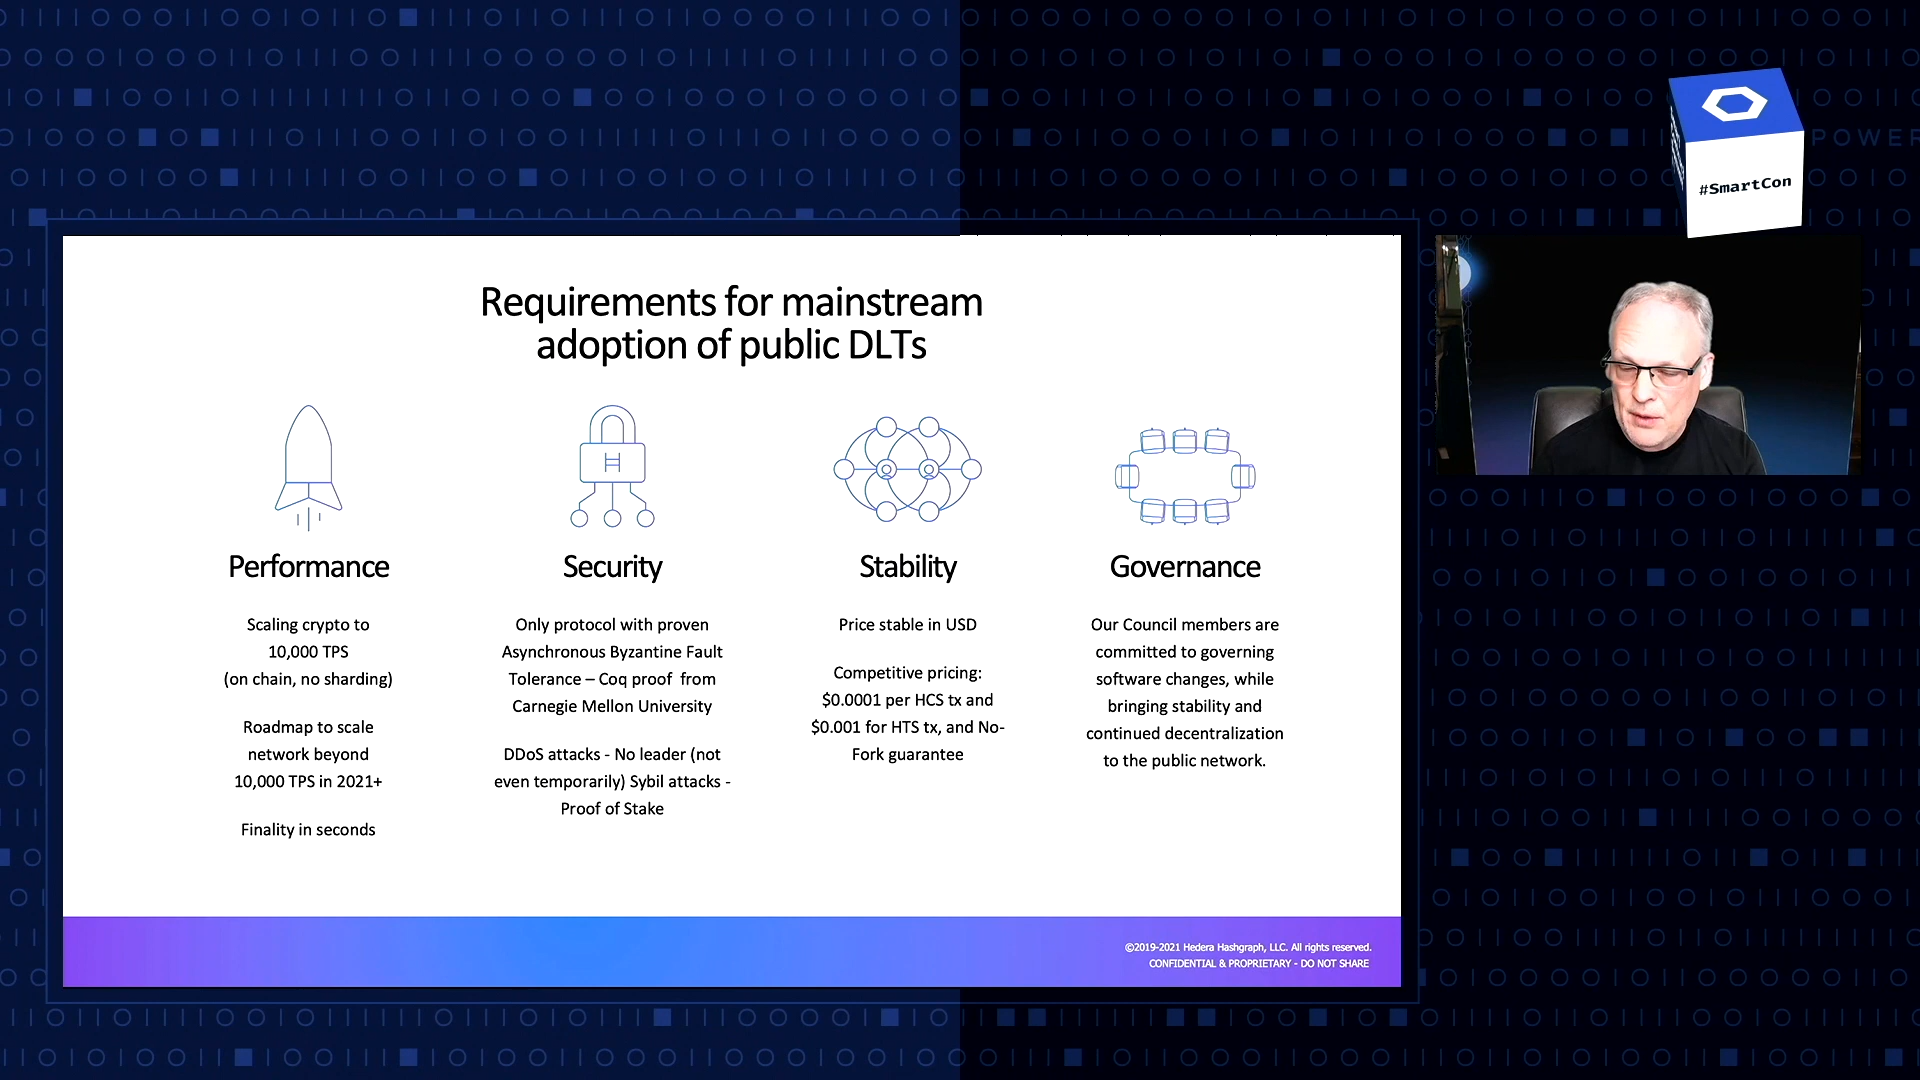 POWER
#SmartCon
Requirements for mainstream
adoption of public DLTs
H
Performance
Scaling crypto to
10,000 TPS
(on chain, no sharding)
Roadmap to scale
network beyond
10,000 TPS in 2021+
Finality in seconds
Security
Only protocol with proven
Asynchronous Byzantine Fault
Tolerance – Coq proof from
Carnegie Mellon University
DDoS attacks - No leader (not
even temporarily) Sybil attacks -
Proof of Stake
Stability
Price stable in USD
Competitive pricing:
$0.0001 per HCS tx and
$0.001 for HTS tx, and No-
Fork guarantee
Governance
Our Council members are
committed to governing
software changes, while
bringing stability and
continued decentralization
to the public network.
©2019-2021 Hedera Hashgraph, LLC. All rights reserved.
CONFIDENTIAL & PROPRIETARY - DO NOT SHARE